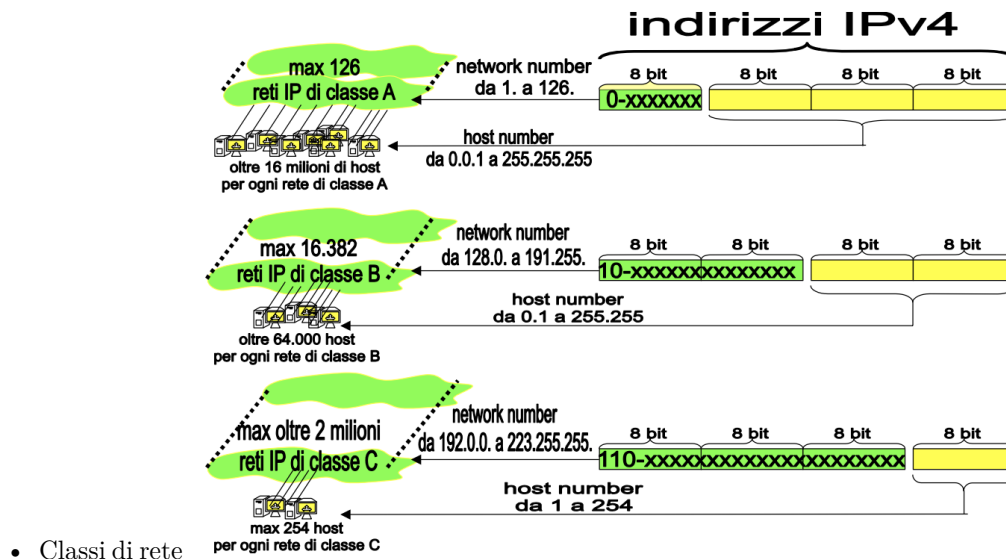 indirizzi IPv4
max 126
reti IP di classe A
network number
da 1. a 126.
8 bit 8 bit 8 bit 8 bit
0-xxxxxxx
host number
da 0.0.1 a 255.255.255
oltre 16 milioni di host
per ogni rete di classe A
max 16.382
reti IP di classe B
network number
da 128.0. a 191.255.
8 bit 8 bit 8 bit 8 bit
10-xxxxxxxxxxxxxx
host number
da 0.1 a 255.255
oltre 64.000 host
per ogni rete di classe B
max oltre 2 milioni
reti IP di classe C
network number
da 192.0.0. a 223.255.255.
8 bit 8 bit 8 bit 8 bit
110-xxxxxxxxxxxxxxxxxxxxx
host number
da 1 a 254
max 254 host
per ogni rete di classe C
• Classi di rete